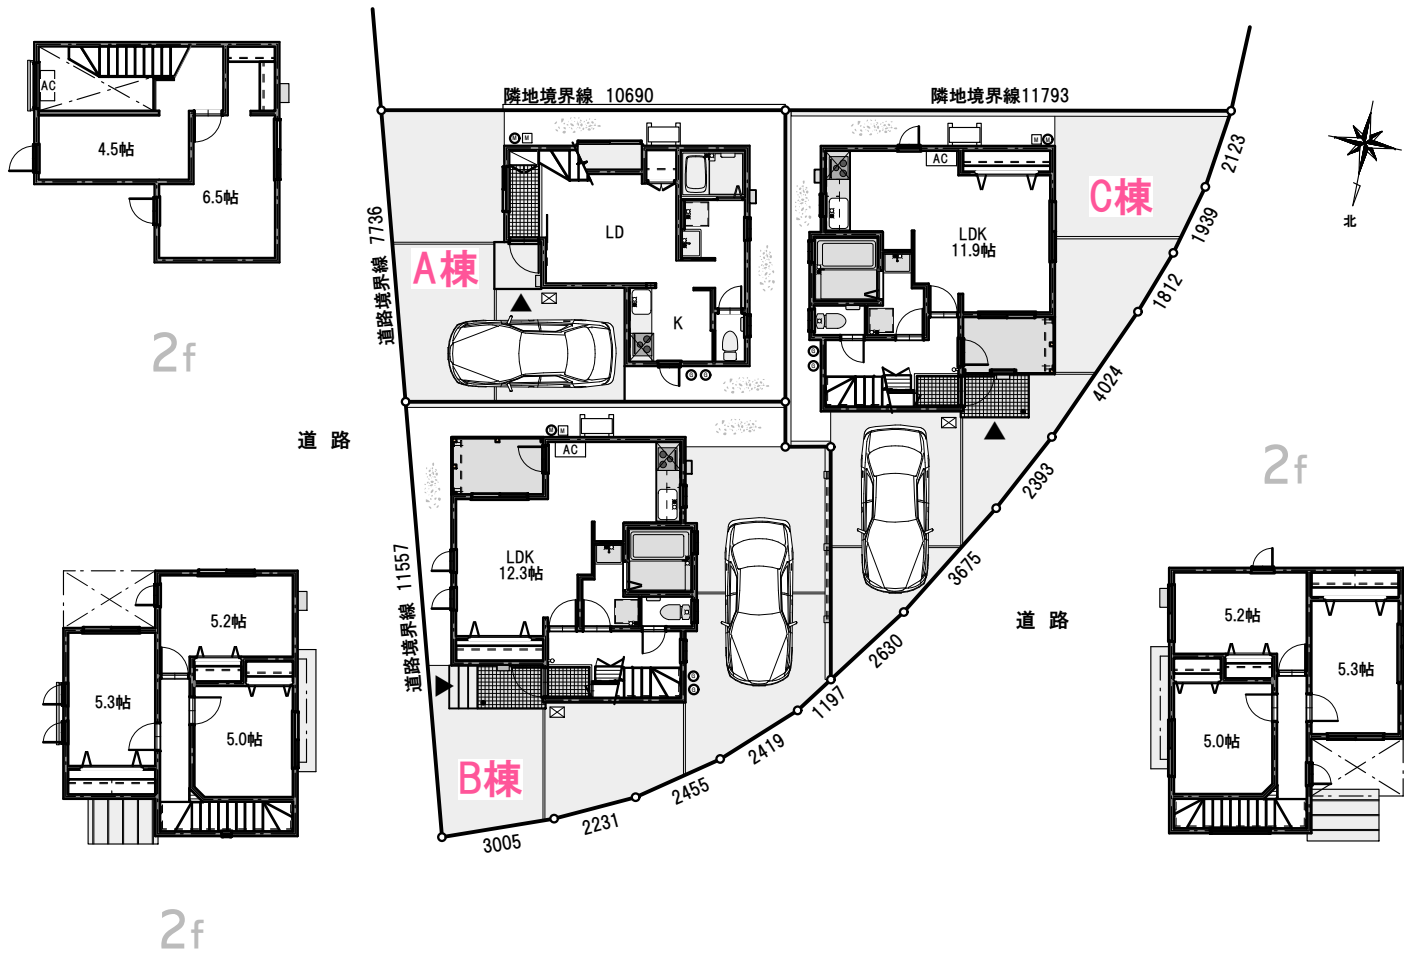 隣地境界線 10690
隣地境界線11793
AC
4.5帖
6.5帖
2f
道路境界線 7736
A棟
LD
K
AC
LDK
11.9帖
C棟
2123
1939
1812
4024
2393
3675
2630
1197
2419
2455
2231
3005
北
道 路
道路境界線 11557
AC
LDK
12.3帖
B棟
道 路
2f
5.2帖
5.3帖
5.0帖
2f
5.2帖
5.3帖
5.0帖